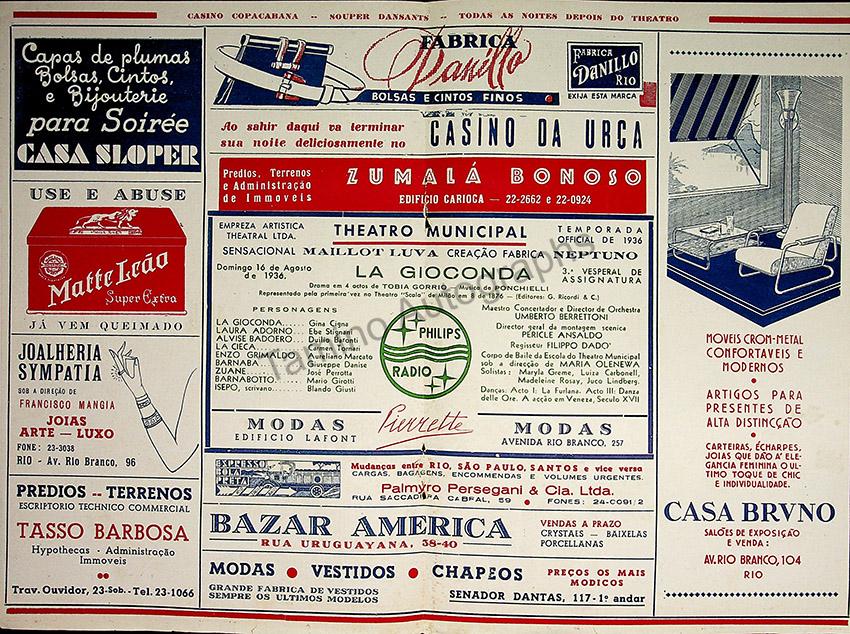 CASINO COPACABANA -- SOUPER DANSANTS -- TODAS AS NOITES DEPOIS DO THEATRO
Capas de plumas
Bolsas, Cintos,
e Bijouterie
para Soirée
CASA SLOPER
USE E ABUSE
Matte Leão
Super Extra
JÁ VEM QUEIMADO
JOALHERIA
SYMPATIA
SOB A DIREÇÃO DE
FRANCISCO MANGIA
JOIAS
ARTE — LUXO
FONE: 23-3038
RIO - Av. Rio Branco, 96
PREDIOS -- TERRENOS
ESCRIPTORIO TECHNICO COMMERCIAL
TASSO BARBOSA
Hypothecas - Administração
Immoveis
Trav. Ouvidor, 23-Sob. - Tel. 23-1066
FABRICA
Danillo
BOLSAS E CINTOS FINOS
FABRICA
DANILLO
RIO
EXIJA ESTA MARCA
Ao sahir daqui va terminar
sua noite deliciosamente no
CASINO DA URCA
Predios, Terrenos
e Administração
de Immoveis
ZUMALÁ BONOSO
EDIFICIO CARIOCA — 22-2662 e 22-0924
EMPREZA ARTISTICA
THEATRAL LTDA.
THEATRO MUNICIPAL
TEMPORADA
OFFICIAL DE 1936
SENSACIONAL MAILLOT LUVA CREAÇÃO FABRICA NEPTUNO
Domingo 16 de Agosto
de 1936.
LA GIOCONDA
3.ª VESPERAL DE
ASSIGNATURA
Drama em 4 actos de TOBIA GORRIO Musica de PONCHIELLI
Representado pela primeira vez no Theatro "Scala" de Milão em 8 de 1876 — (Editores: G. Ricordi & C.)
PERSONAGENS
LA GIOCONDA..... Gina Cigna
LAURA ADORNO.. Ebe Stignani
ALVISE BADOERO
LA CIECA
ENZO GRIMALDO Marcato
BARNABA Giuseppe Danise
ZUANE José Perrotta
BARNABOTTO Mario Girotti
ISEPO, scrivano.. Blando Giusti
PHILIPS
RADIO
Maestro Concertador e Director de Orchestra
UMBERTO BERRETTONI
Director geral da montagem scenica
PERICLE ANSALDO
Regisseur FILIPPO DADO'
Corpo de Baile da Escola do Theatro Municipal
sob a direcção de MARIA OLENEWA
Solistas: Maryla Greme, Luiza Carbonell,
Madeleine Rosay, Juco Lindberg.
Danças: Acto I: La Furlana. Acto III: Danza
delle Ore. A acção em Veneza, Seculo XVII
MODAS
EDIFICIO LAFONT
Pierrette
MODAS
AVENIDA RIO BRANCO, 257
EXPRESSO
BOLA
PRETA
Mudanças entre RIO, SÃO PAULO, SANTOS e vice versa
CARGAS, BAGAGENS, ENCOMMENDAS E VOLUMES URGENTES.
Palmyro Persegani & Cia. Ltda.
RUA SACCADURA CABRAL, 59 • FONES: 24-0091/2
BAZAR AMERICA
RUA URUGUAYANA, 38-40
VENDAS A PRAZO
CRYSTAES — BAIXELAS
PORCELLANAS
MODAS • VESTIDOS • CHAPEOS
GRANDE FABRICA DE VESTIDOS
SEMPRE OS ULTIMOS MODELOS
PREÇOS OS MAIS
MODICOS
SENADOR DANTAS, 117-1º andar
MOVEIS CROM-METAL
CONFORTAVEIS E
MODERNOS
ARTIGOS PARA
PRESENTES DE
ALTA DISTINCÇÃO
CARTEIRAS, ÉCHARPES,
JOIAS QUE DÃO A' ELE-
GANCIA FEMININA O UL-
TIMO TOQUE DE CHIC
E INDIVIDUALIDADE.
CASA BRVNO
SALÕES DE EXPOSIÇÃO
E VENDA:
AV. RIO BRANCO, 104
RIO
Tamino Autographs